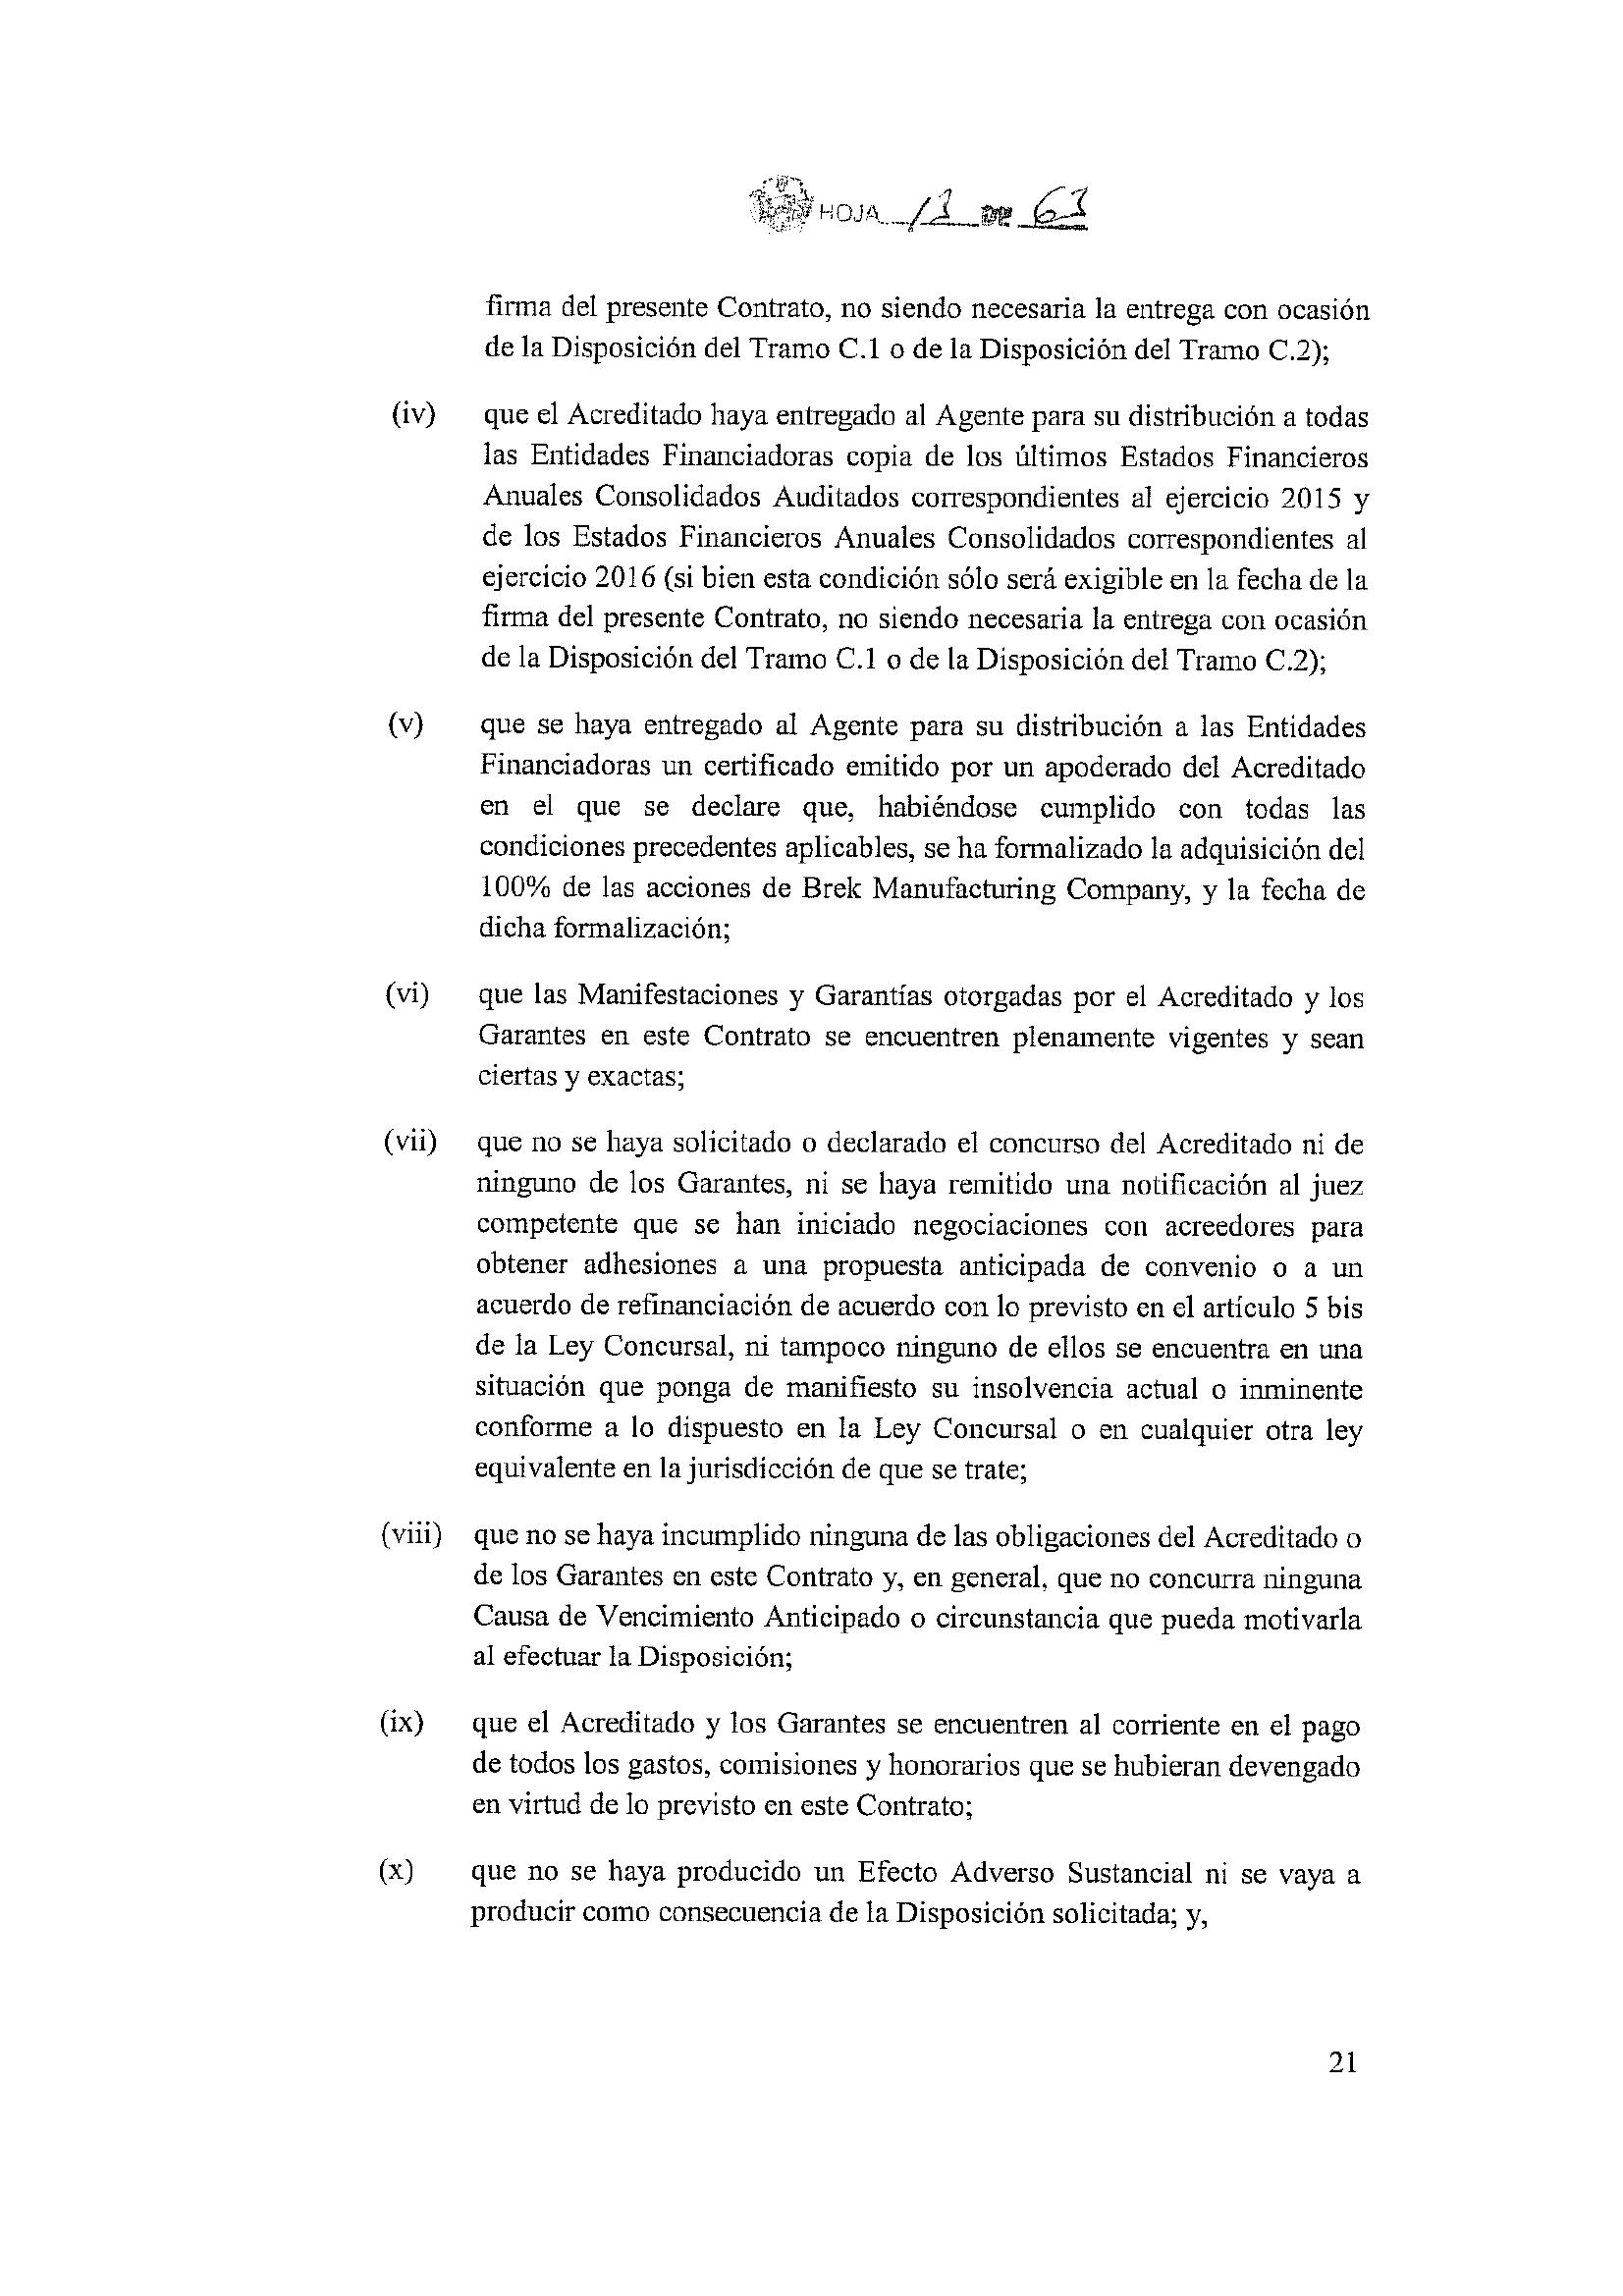 HOJA 13 DE 63
firma del presente Contrato, no siendo necesaria la entrega con ocasión
de la Disposición del Tramo C.1 o de la Disposición del Tramo C.2);
(iv) que el Acreditado haya entregado al Agente para su distribución a todas
las Entidades Financiadoras copia de los últimos Estados Financieros
Anuales Consolidados Auditados correspondientes al ejercicio 2015 y
de los Estados Financieros Anuales Consolidados correspondientes al
ejercicio 2016 (si bien esta condición sólo será exigible en la fecha de la
firma del presente Contrato, no siendo necesaria la entrega con ocasión
de la Disposición del Tramo C.1 o de la Disposición del Tramo C.2);
(v) que se haya entregado al Agente para su distribución a las Entidades
Financiadoras un certificado emitido por un apoderado del Acreditado
en el que se declare que, habiéndose cumplido con todas las
condiciones precedentes aplicables, se ha formalizado la adquisición del
100% de las acciones de Brek Manufacturing Company, y la fecha de
dicha formalización;
(vi) que las Manifestaciones y Garantías otorgadas por el Acreditado y los
Garantes en este Contrato se encuentren plenamente vigentes y sean
ciertas y exactas;
(vii) que no se haya solicitado o declarado el concurso del Acreditado ni de
ninguno de los Garantes, ni se haya remitido una notificación al juez
competente que se han iniciado negociaciones con acreedores para
obtener adhesiones a una propuesta anticipada de convenio o a un
acuerdo de refinanciación de acuerdo con lo previsto en el artículo 5 bis
de la Ley Concursal, ni tampoco ninguno de ellos se encuentra en una
situación que ponga de manifiesto su insolvencia actual o inminente
conforme a lo dispuesto en la Ley Concursal o en cualquier otra ley
equivalente en la jurisdicción de que se trate;
(viii) que no se haya incumplido ninguna de las obligaciones del Acreditado o
de los Garantes en este Contrato y, en general, que no concurra ninguna
Causa de Vencimiento Anticipado o circunstancia que pueda motivarla
al efectuar la Disposición;
(ix) que el Acreditado y los Garantes se encuentren al corriente en el pago
de todos los gastos, comisiones y honorarios que se hubieran devengado
en virtud de lo previsto en este Contrato;
(x) que no se haya producido un Efecto Adverso Sustancial ni se vaya a
producir como consecuencia de la Disposición solicitada; y,
21